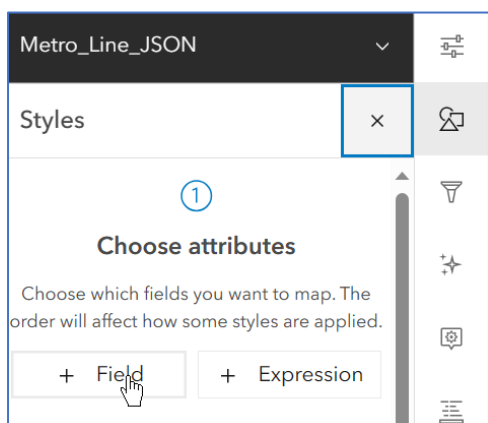 Metro_Line_JSON
Styles
1
Choose attributes
Choose which fields you want to map. The
order will affect how some styles are applied.
+ Field
+ Expression